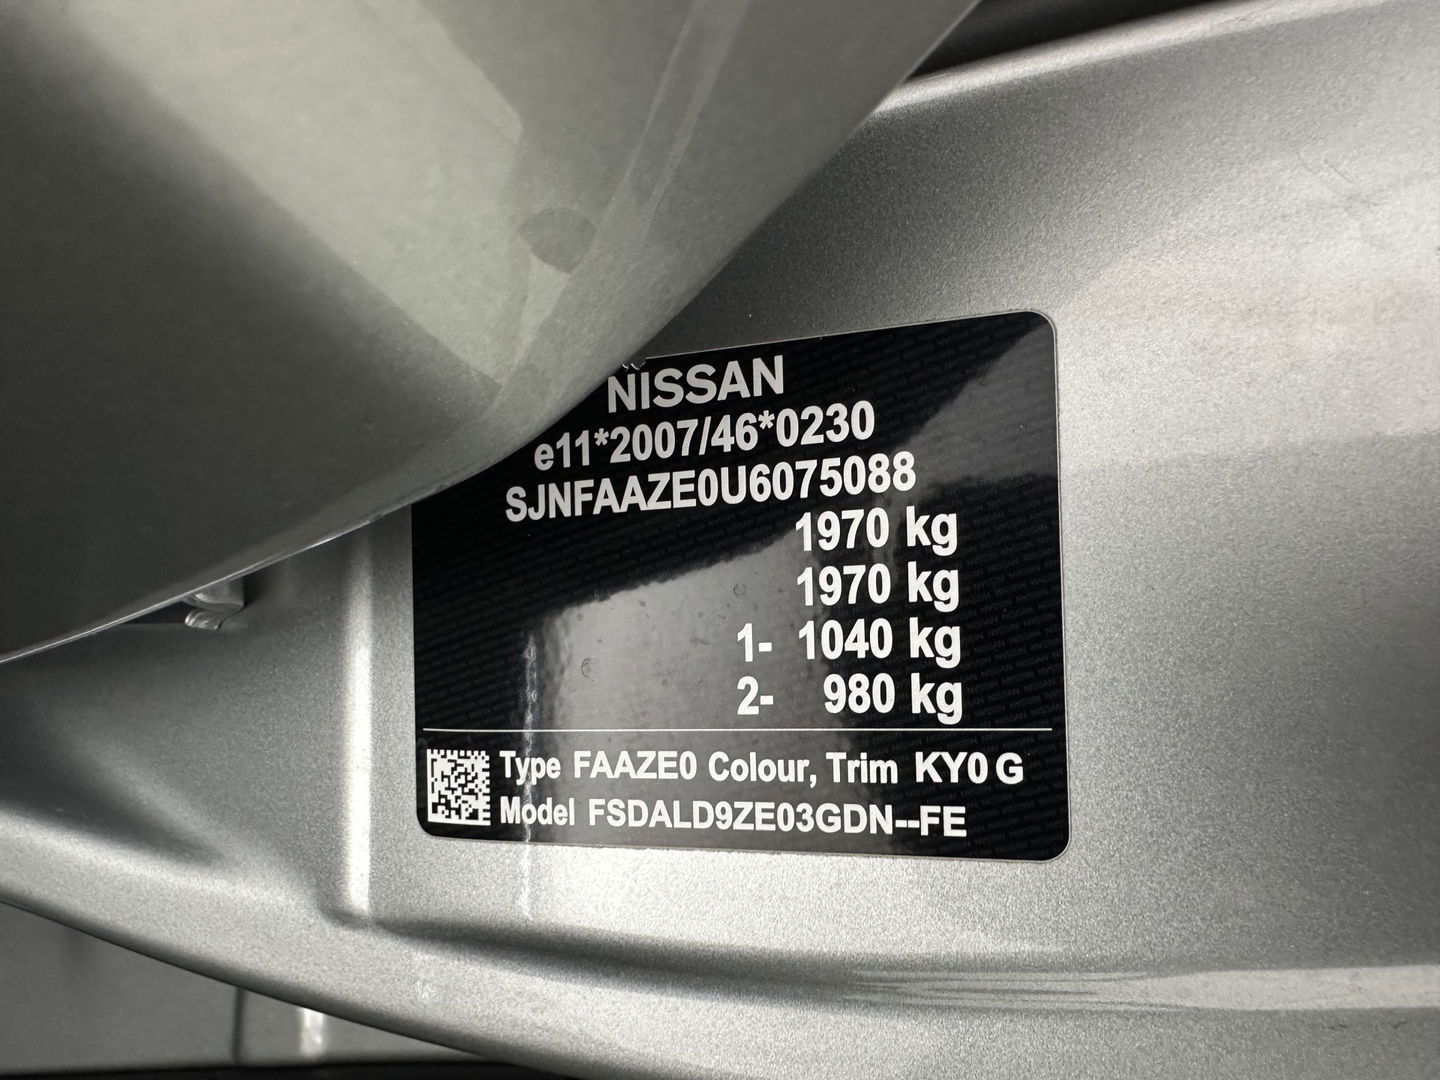 NISSAN
e11*2007/46*0230
SJNFAAZE0U6075088
1970 kg
1970 kg
1- 1040 kg
2- 980 kg
Type FAAZE0 Colour, Trim KY0 G
Model FSDALD9ZE03GDN--FE